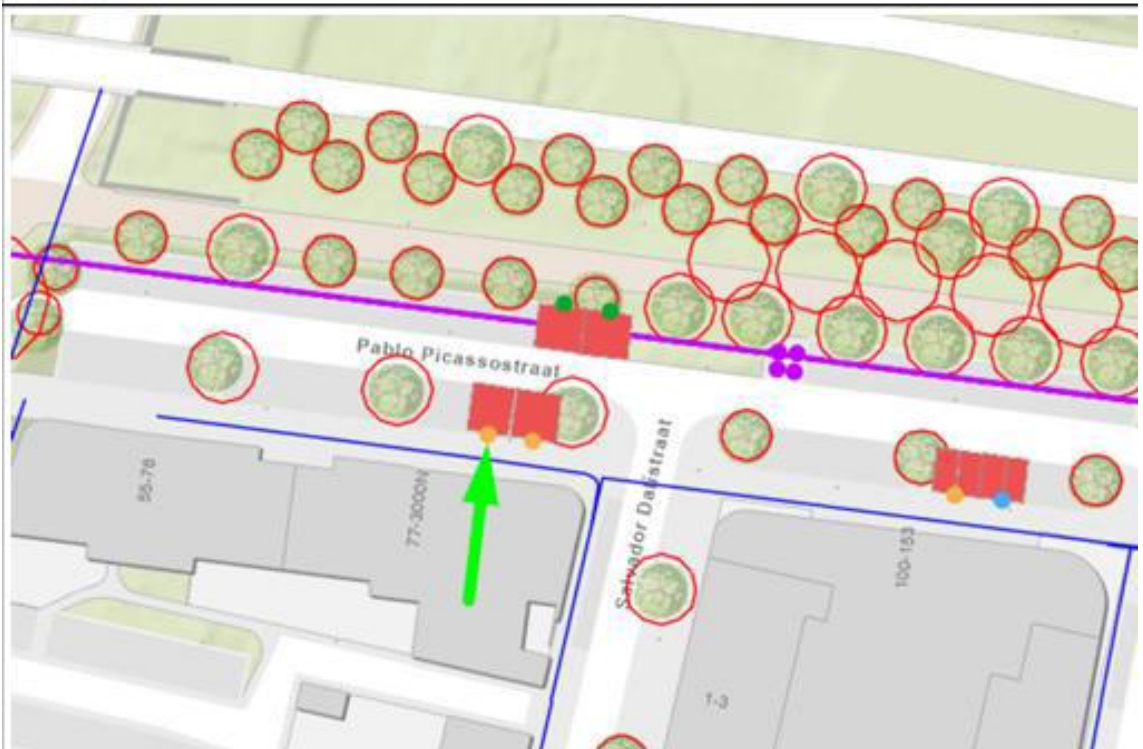 Pablo Picassostraat
Salvador Dalistraat
55-76
77-3000N
100-153
1-3